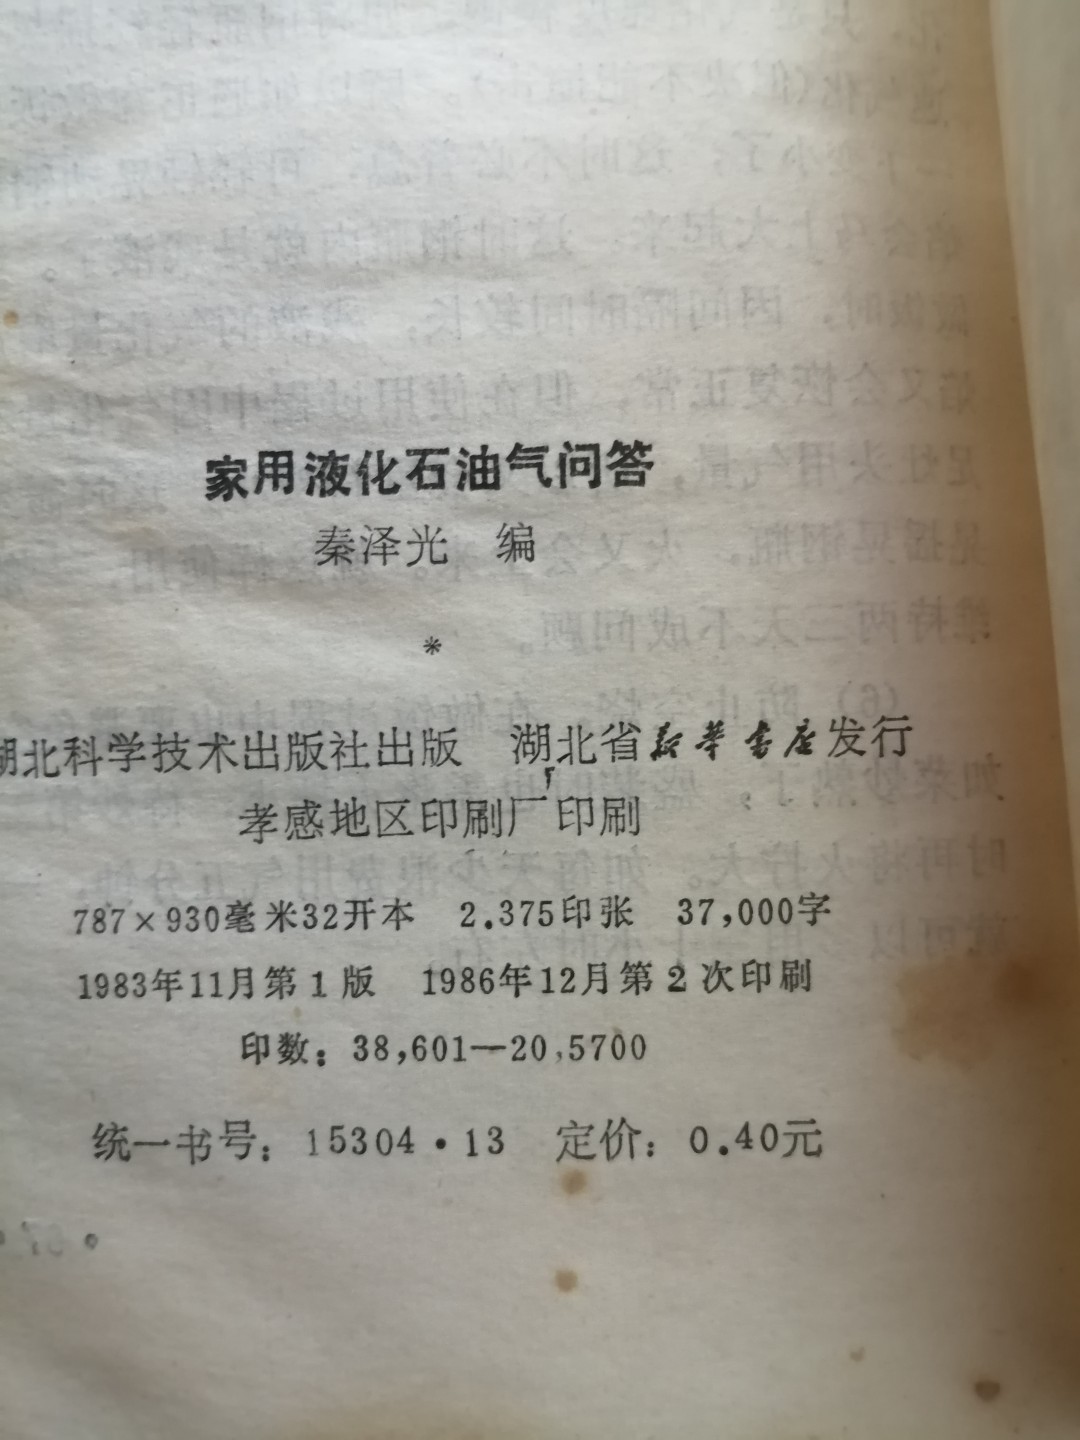 家用液化石油气问答
秦泽光 编
*
湖北科学技术出版社出版 湖北省新华书店发行
孝感地区印刷厂印刷
787×930毫米32开本 2.375印张 37,000字
1983年11月第1版 1986年12月第2次印刷
印数：38,601—20,5700
统一书号：15304·13 定价：0.40元